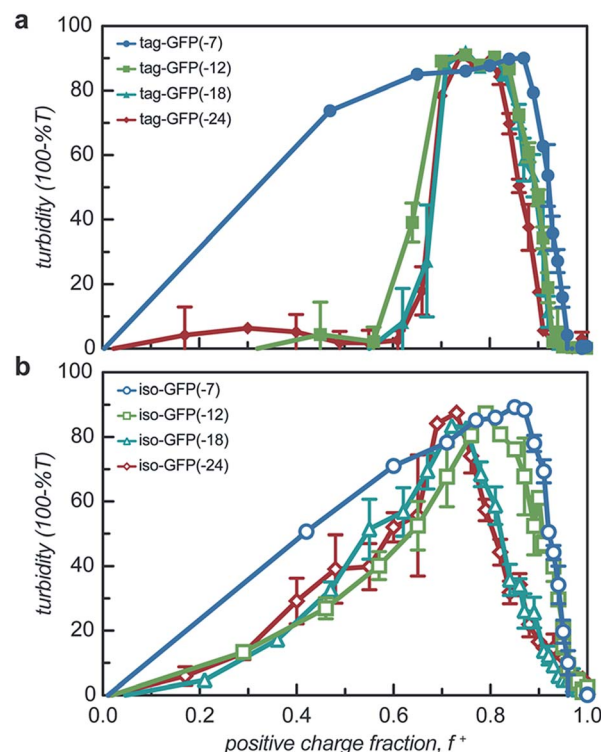 a
100
80
60
40
20
0
turbidity (100-%T)
tag-GFP(-7)
tag-GFP(-12)
tag-GFP(-18)
tag-GFP(-24)
b
100
80
60
40
20
0
turbidity (100-%T)
iso-GFP(-7)
iso-GFP(-12)
iso-GFP(-18)
iso-GFP(-24)
0.0 0.2 0.4 0.6 0.8 1.0
positive charge fraction, f +